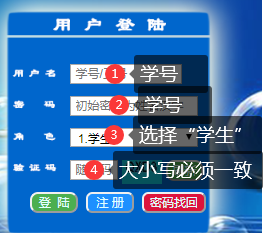 用户登陆
用户名 学号/ 1 学号
密码 初始密 2 学号
角色 1.学生 3 选择“学生”
验证码 随 4 大小写必须一致
登陆 注册 密码找回